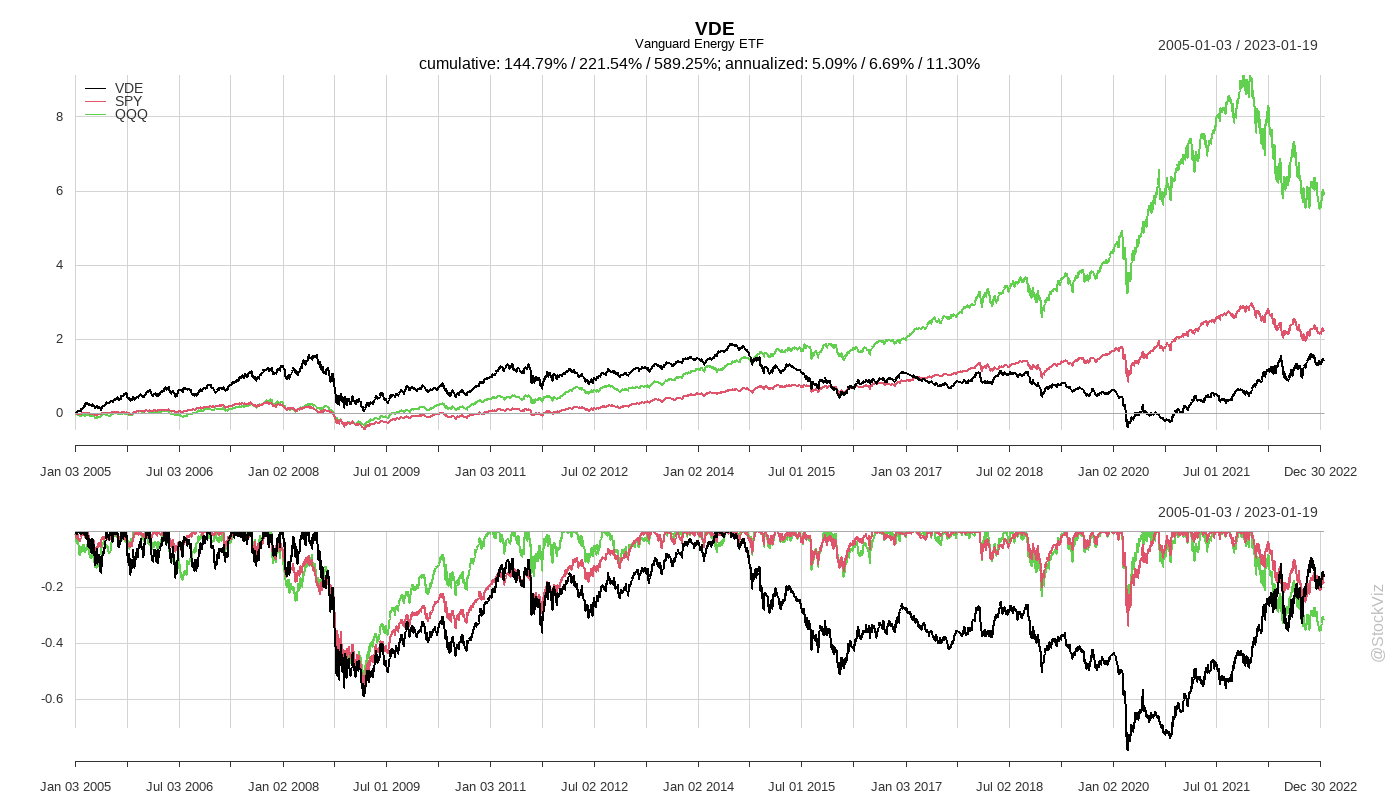 VDE
Vanguard Energy ETF
2005-01-03 / 2023-01-19
cumulative: 144.79% / 221.54% / 589.25%; annualized: 5.09% / 6.69% / 11.30%
VDE
SPY
QQQ
8
6
4
2
0
Jan 03 2005 Jul 03 2006 Jan 02 2008 Jul 01 2009 Jan 03 2011 Jul 02 2012 Jan 02 2014 Jul 01 2015 Jan 03 2017 Jul 02 2018 Jan 02 2020 Jul 01 2021 Dec 30 2022
2005-01-03 / 2023-01-19
-0.2
-0.4
-0.6
Jan 03 2005 Jul 03 2006 Jan 02 2008 Jul 01 2009 Jan 03 2011 Jul 02 2012 Jan 02 2014 Jul 01 2015 Jan 03 2017 Jul 02 2018 Jan 02 2020 Jul 01 2021 Dec 30 2022
@StockViz